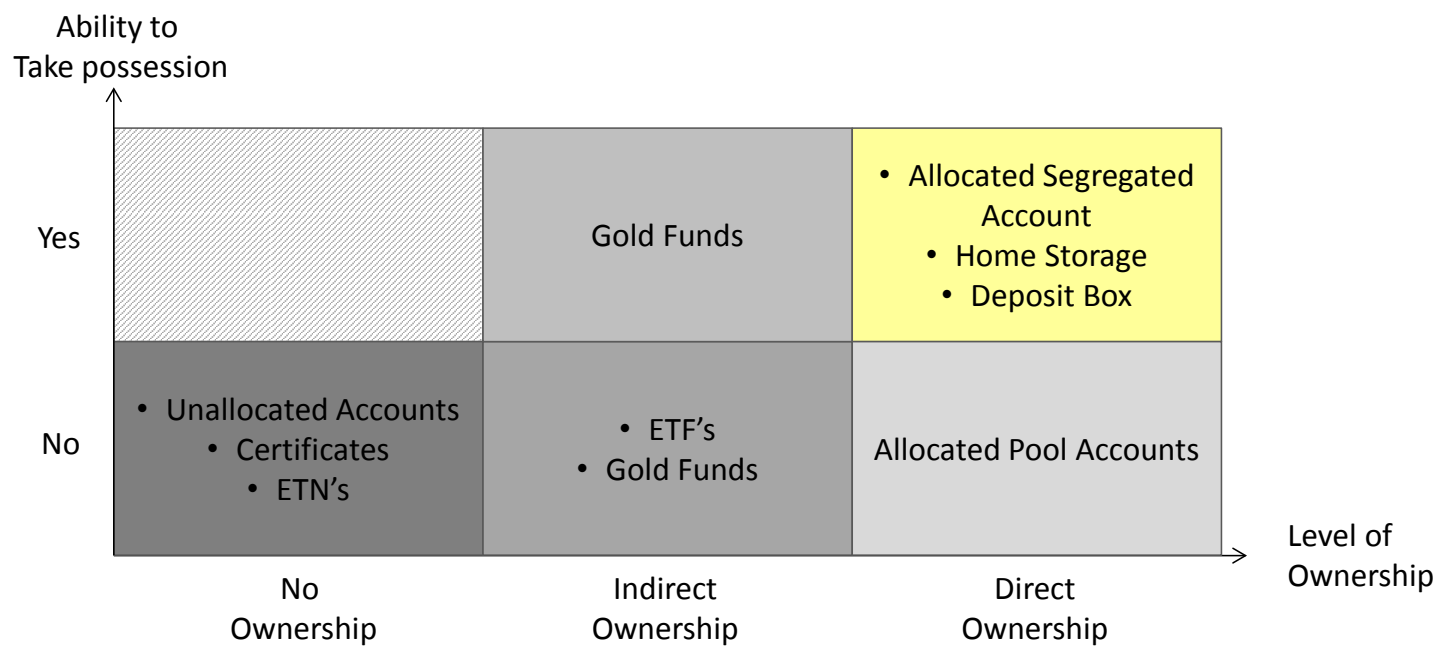 Ability to
Take possession
Yes
Gold Funds
• Allocated Segregated
Account
• Home Storage
• Deposit Box
No
• Unallocated Accounts
• Certificates
• ETN’s
• ETF’s
• Gold Funds
Allocated Pool Accounts
Level of
Ownership
No
Ownership
Indirect
Ownership
Direct
Ownership